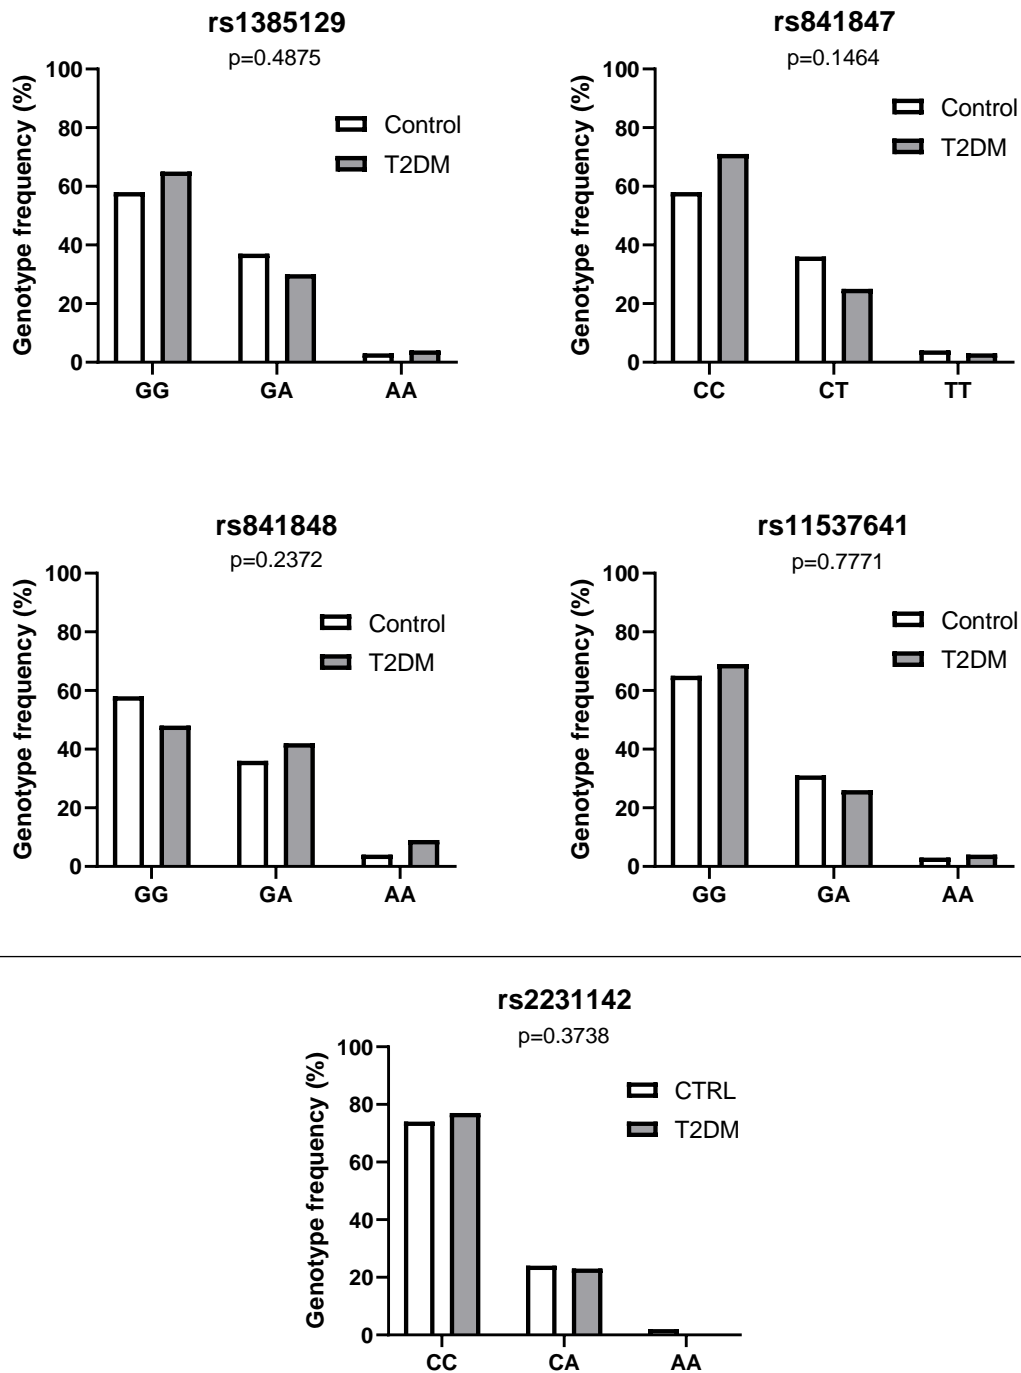 rs1385129
p=0.4875
Genotype frequency (%)
100
80
60
40
20
0
Control
T2DM
GG GA AA
rs841847
p=0.1464
Genotype frequency (%)
100
80
60
40
20
0
Control
T2DM
CC CT TT
rs841848
p=0.2372
Genotype frequency (%)
100
80
60
40
20
0
Control
T2DM
GG GA AA
rs11537641
p=0.7771
Genotype frequency (%)
100
80
60
40
20
0
Control
T2DM
GG GA AA
rs2231142
p=0.3738
Genotype frequency (%)
100
80
60
40
20
0
CTRL
T2DM
CC CA AA